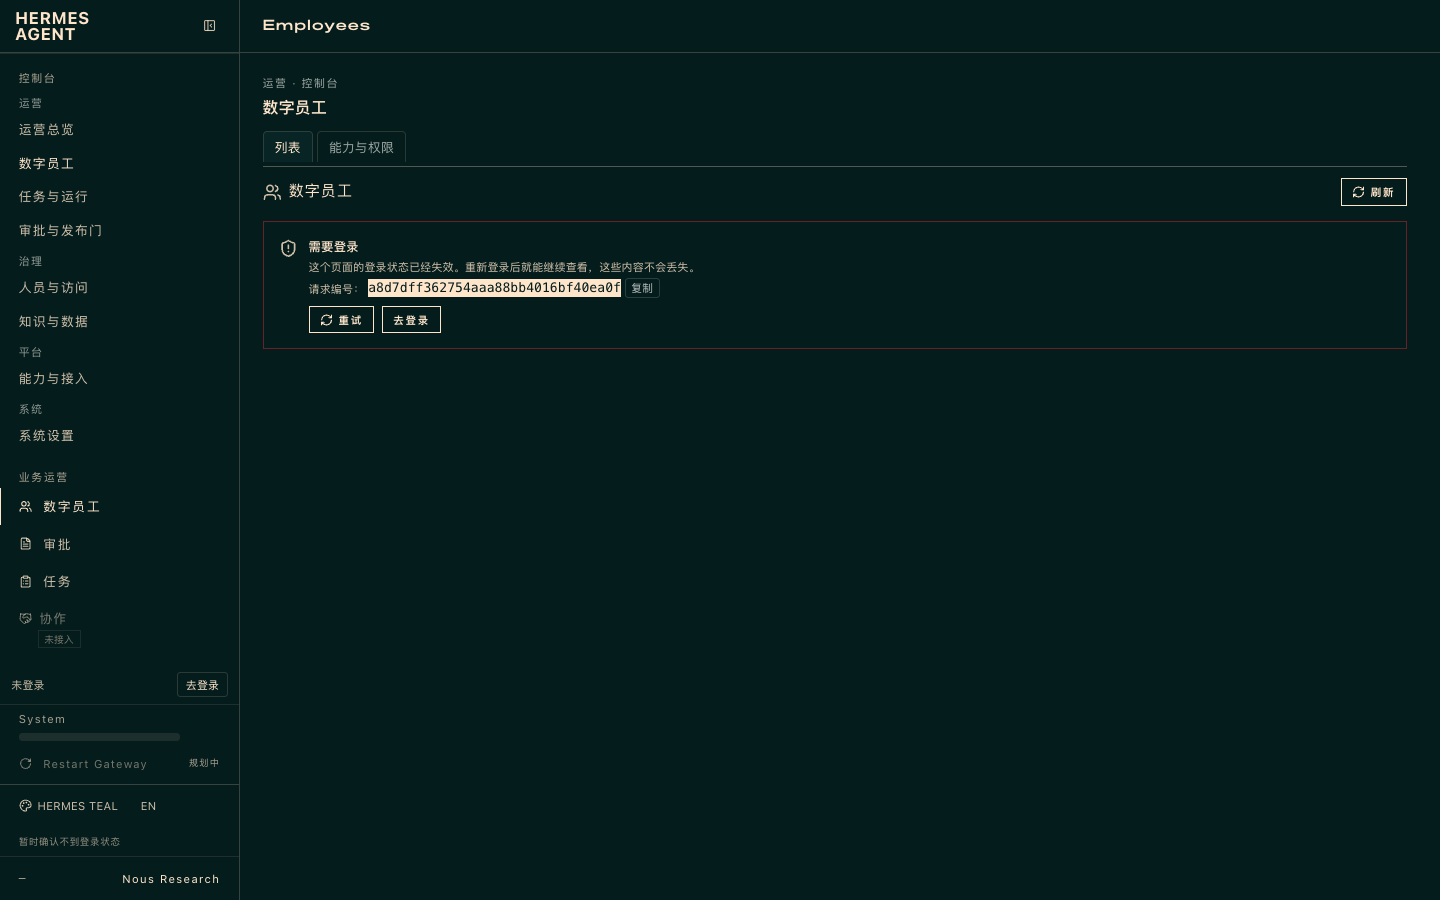 HERMES
AGENT
控制台
运营
运营总览
数字员工
任务与运行
审批与发布门
治理
人员与访问
知识与数据
平台
能力与接入
系统
系统设置
业务运营
数字员工
审批
任务
协作
未接入
未登录
去登录
System
Restart Gateway
规划中
HERMES TEAL
EN
暂时确认不到登录状态
—
Nous Research
Employees
运营 · 控制台
数字员工
列表
能力与权限
数字员工
刷新
需要登录
这个页面的登录状态已经失效。重新登录后就能继续查看，这些内容不会丢失。
请求编号： a8d7dff362754aaa88bb4016bf40ea0f 复制
重试
去登录